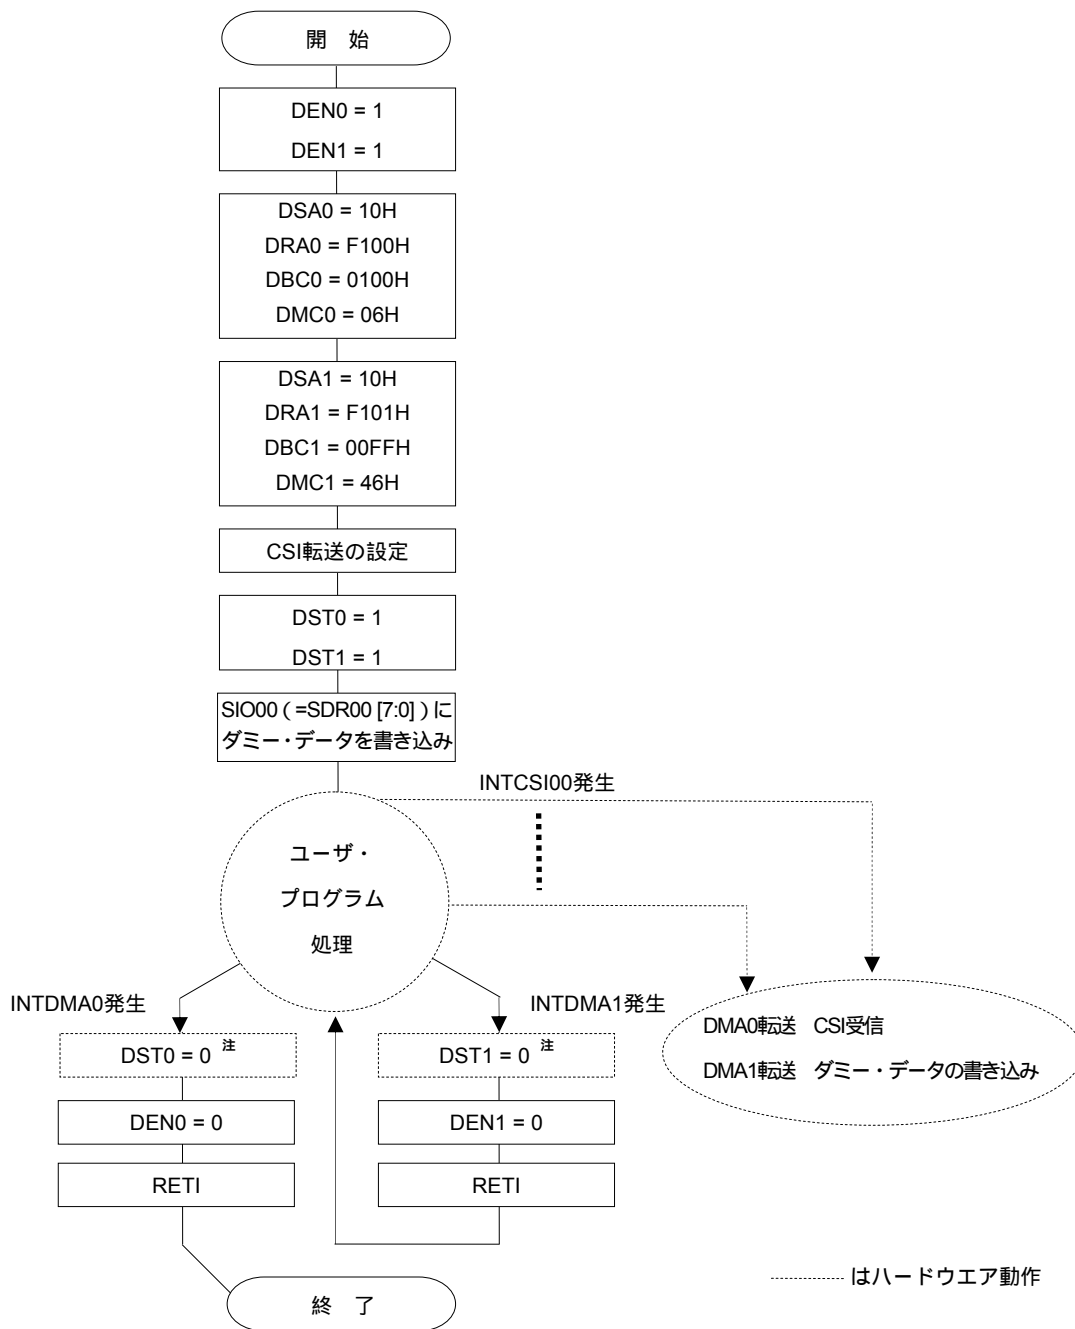 開 始
DEN0 = 1
DEN1 = 1
DSA0 = 10H
DRA0 = F100H
DBC0 = 0100H
DMC0 = 06H
DSA1 = 10H
DRA1 = F101H
DBC1 = 00FFH
DMC1 = 46H
CSI転送の設定
DST0 = 1
DST1 = 1
SIO00(=SDR00 [7:0])に
ダミー・データを書き込み
INTCSI00発生
ユーザ・
プログラム
処理
INTDMA0発生
INTDMA1発生
DST0 = 0 注
DST1 = 0 注
DMA0転送 CSI受信
DMA1転送 ダミー・データの書き込み
DEN0 = 0
DEN1 = 0
RETI
RETI
はハードウエア動作
終 了